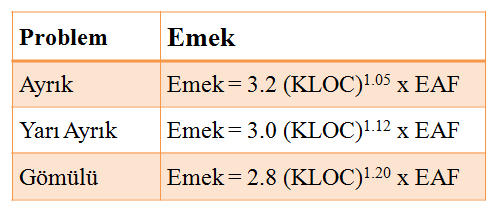 Problem Emek
Ayrık Emek = 3.2 (KLOC)^1.05 x EAF
Yarı Ayrık Emek = 3.0 (KLOC)^1.12 x EAF
Gömülü Emek = 2.8 (KLOC)^1.20 x EAF